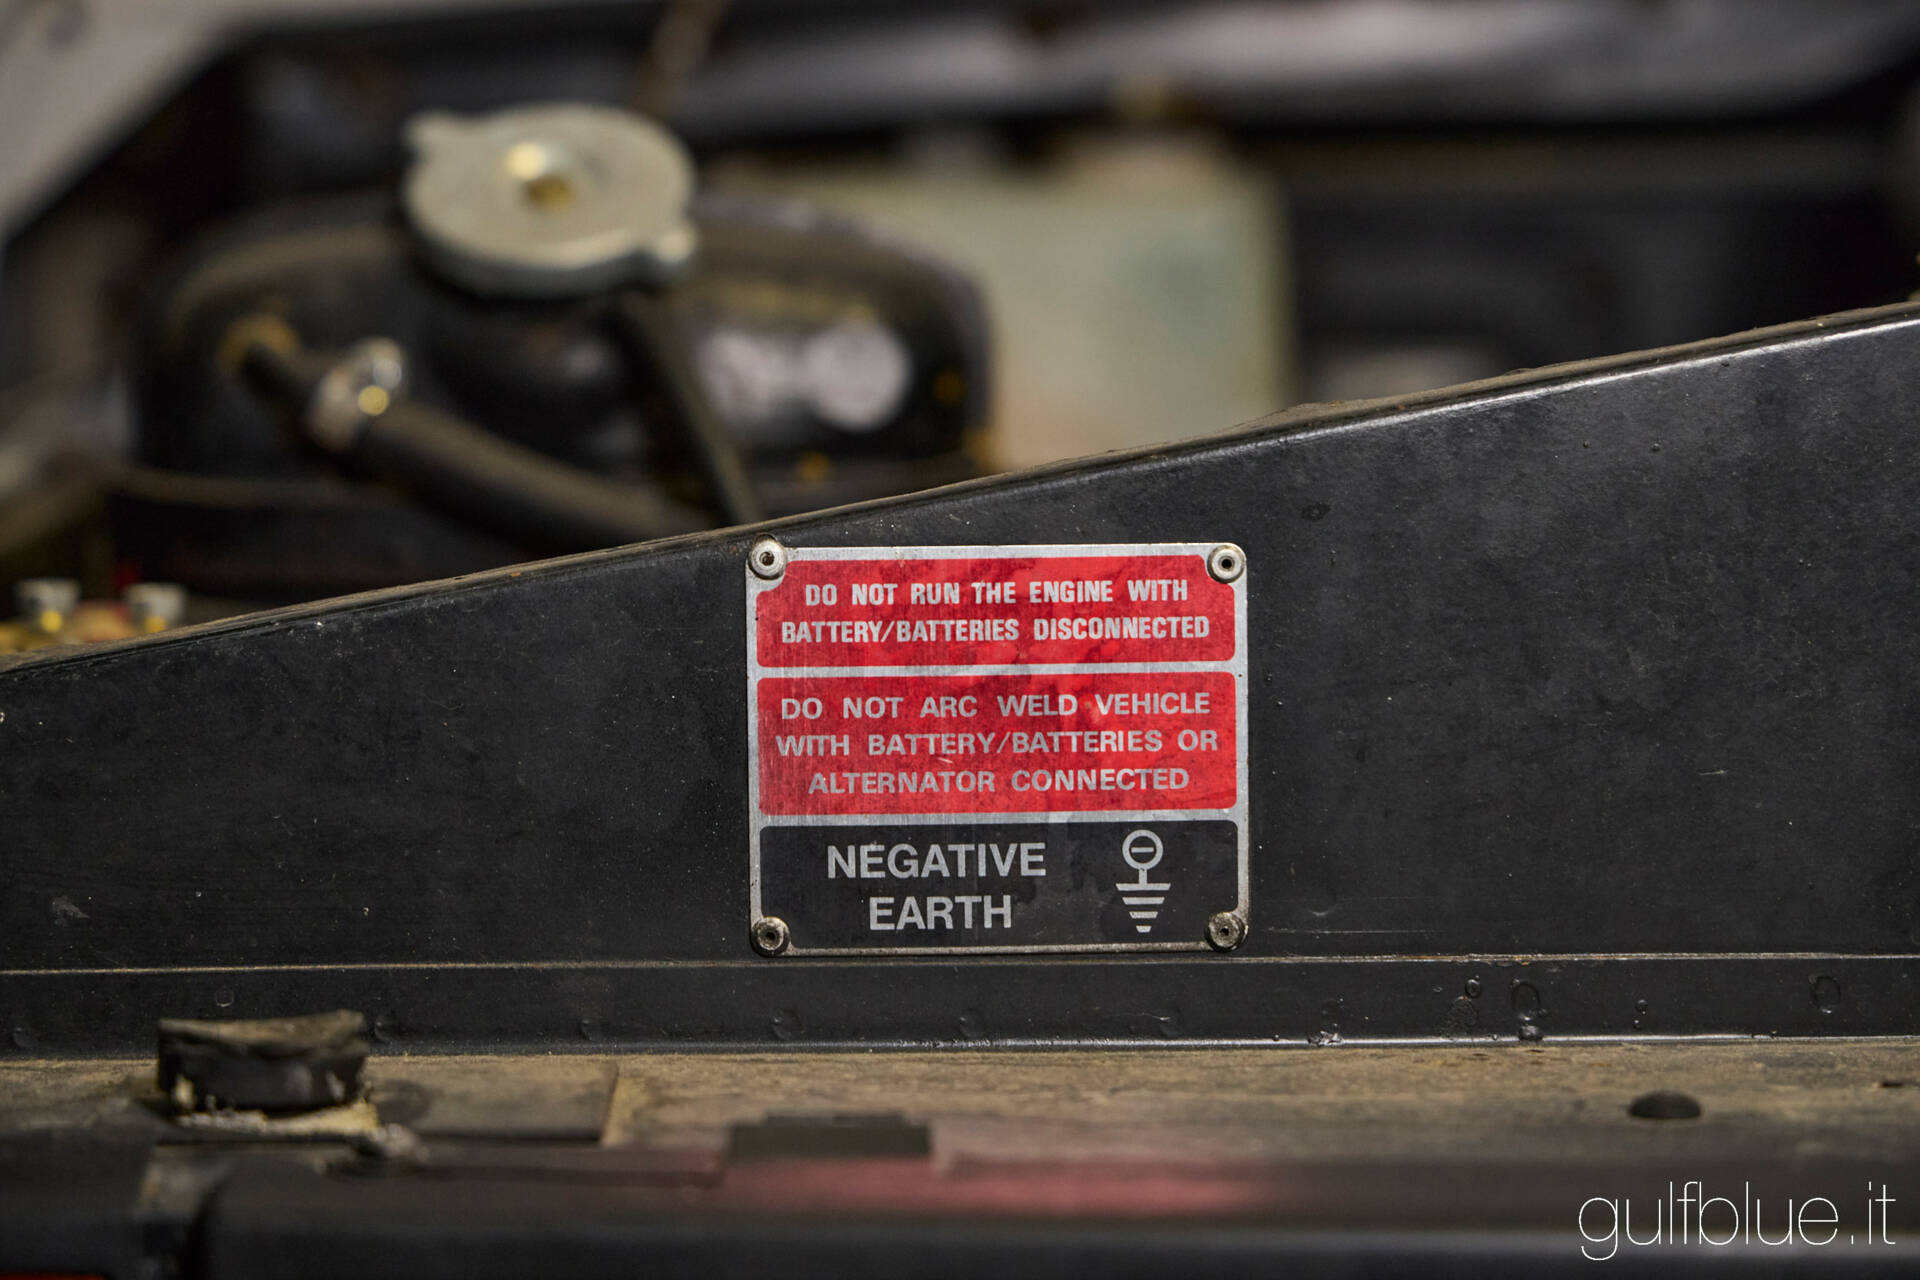 DO NOT RUN THE ENGINE WITH
BATTERY/BATTERIES DISCONNECTED
DO NOT ARC WELD VEHICLE
WITH BATTERY/BATTERIES OR
ALTERNATOR CONNECTED
NEGATIVE
EARTH
gulfblue.it